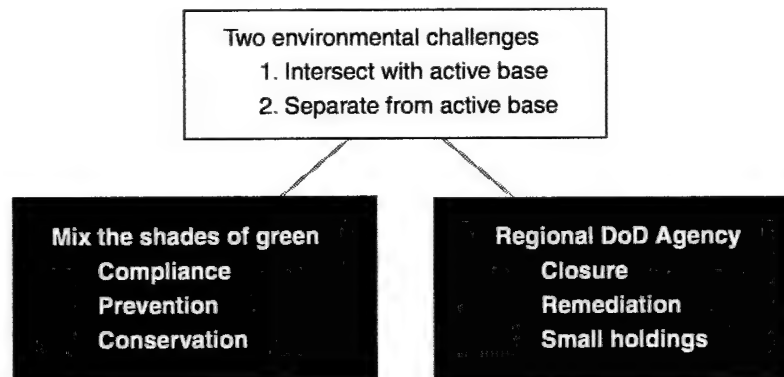 Two environmental challenges
1. Intersect with active base
2. Separate from active base
Mix the shades of green
Compliance
Prevention
Conservation
Regional DoD Agency
Closure
Remediation
Small holdings